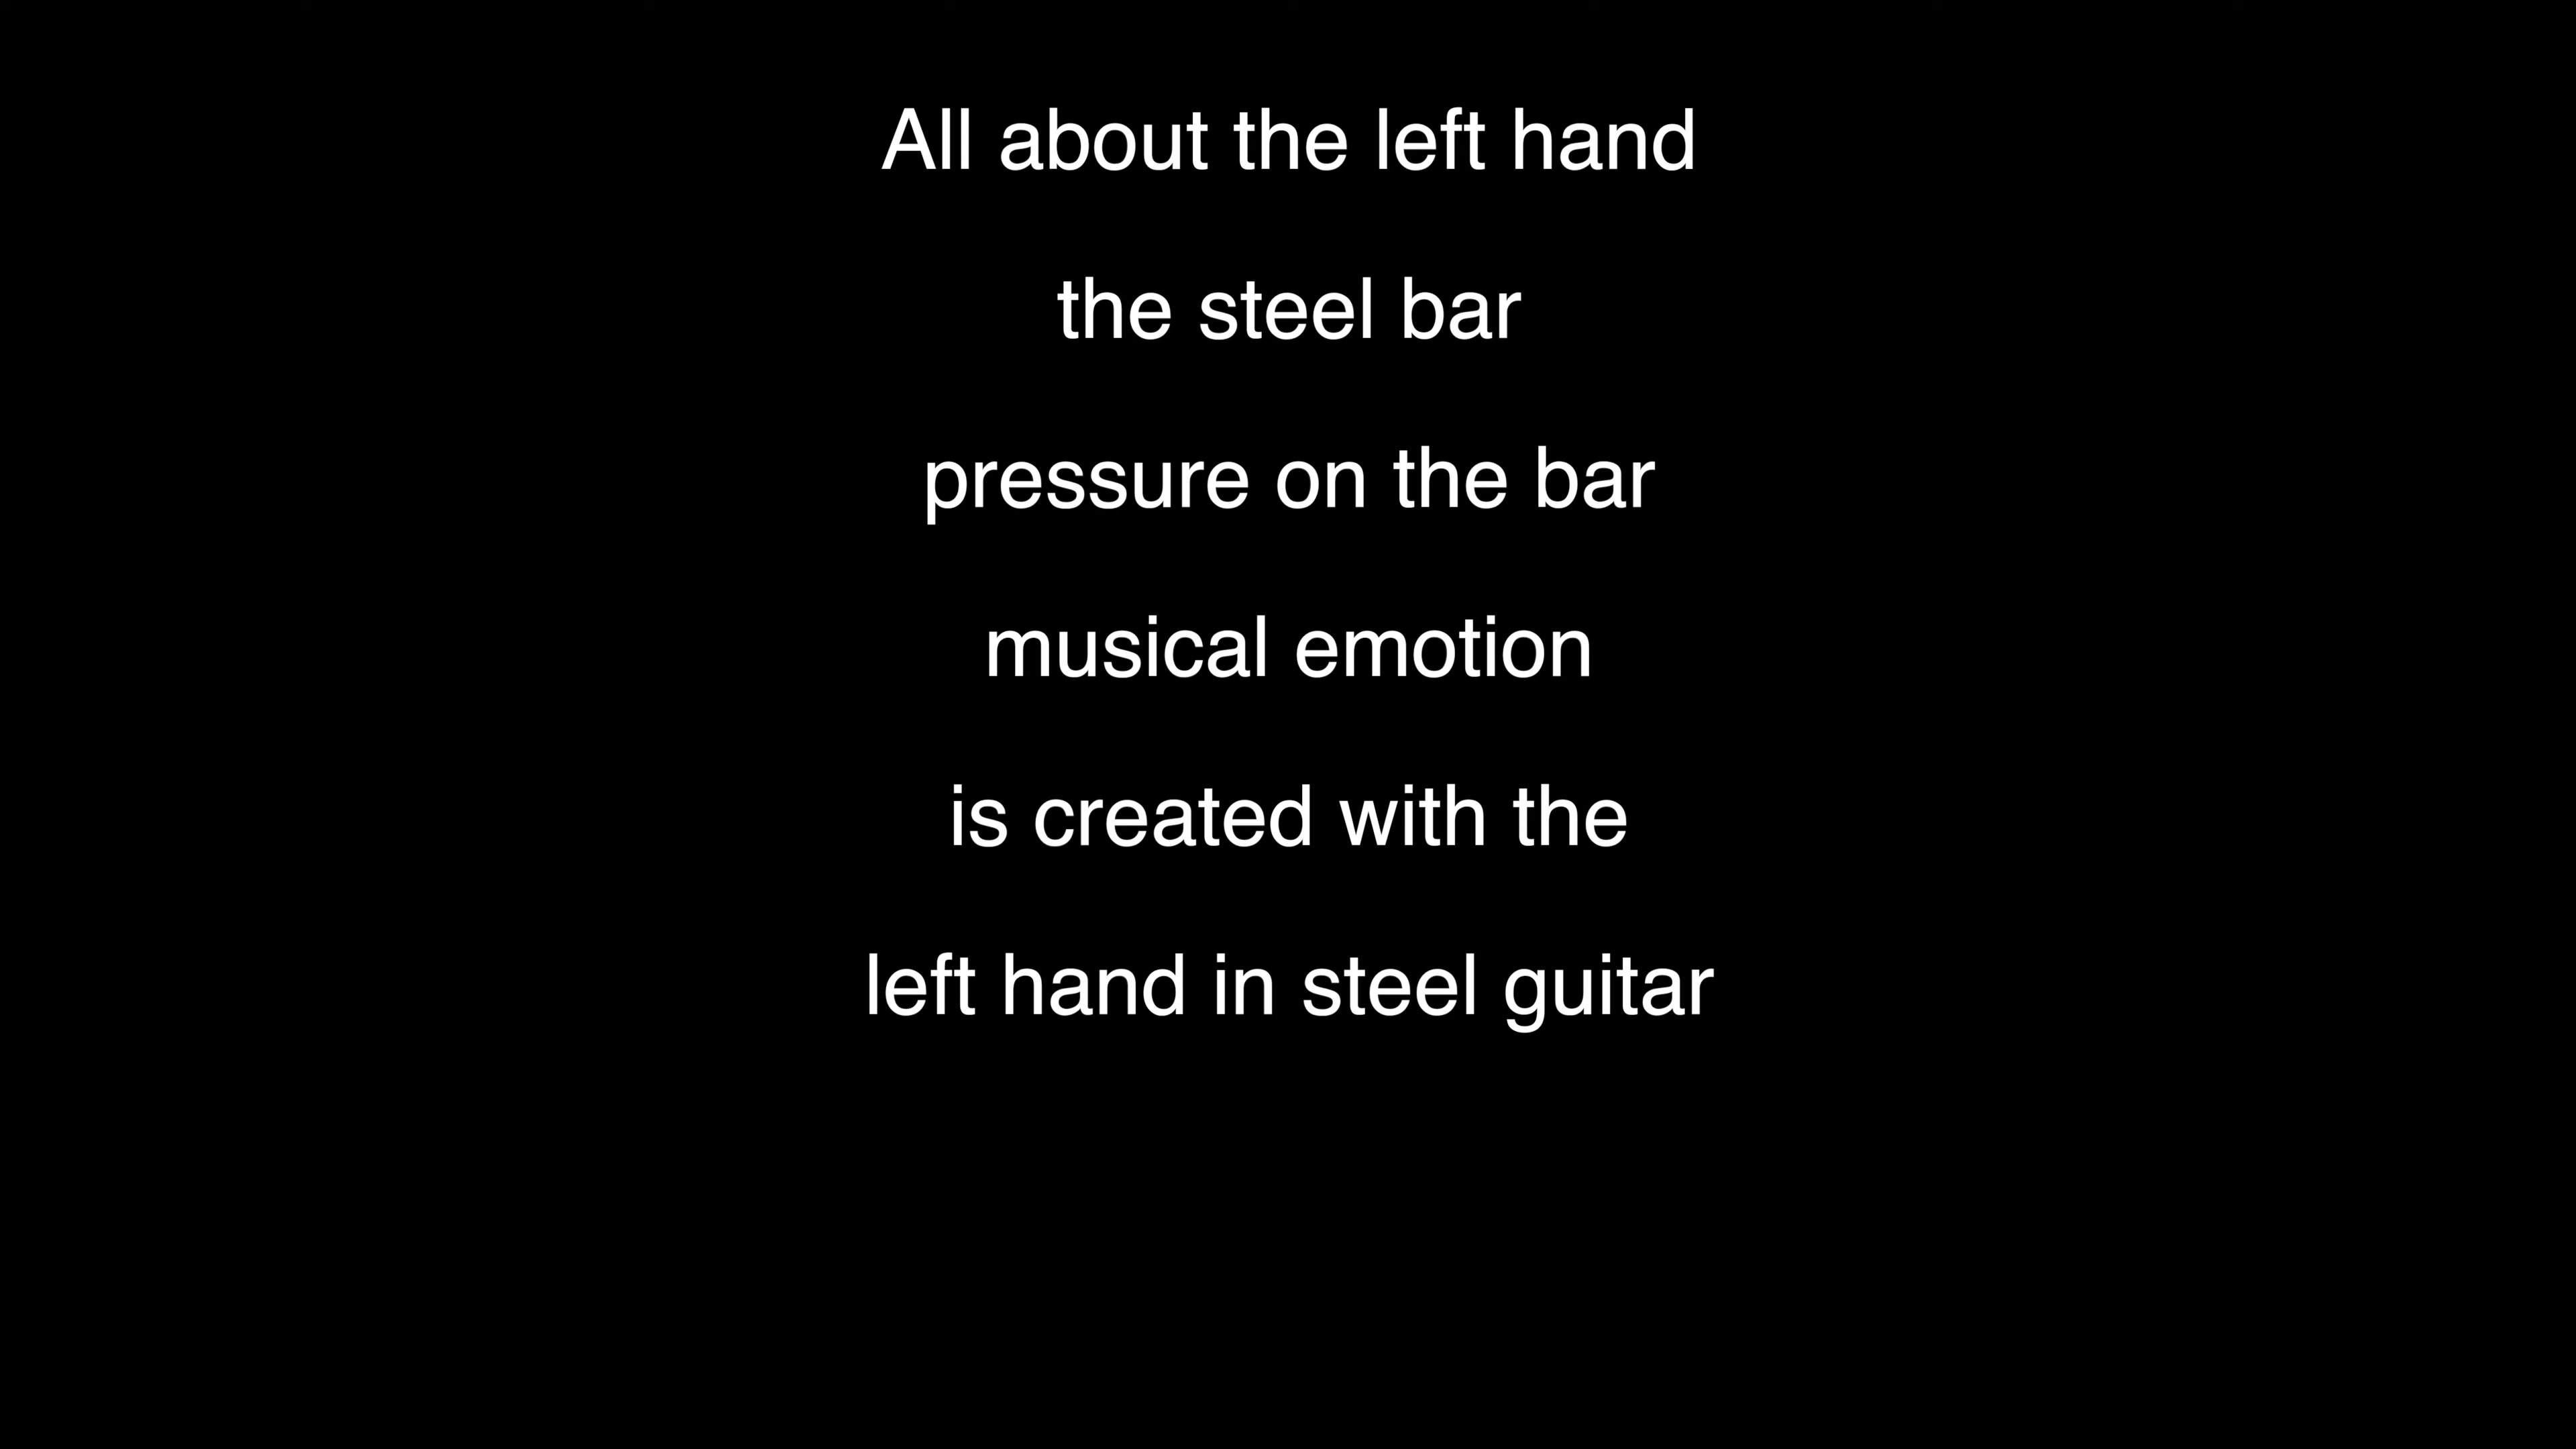 All about the left hand
the steel bar
pressure on the bar
musical emotion
is created with the
left hand in steel guitar